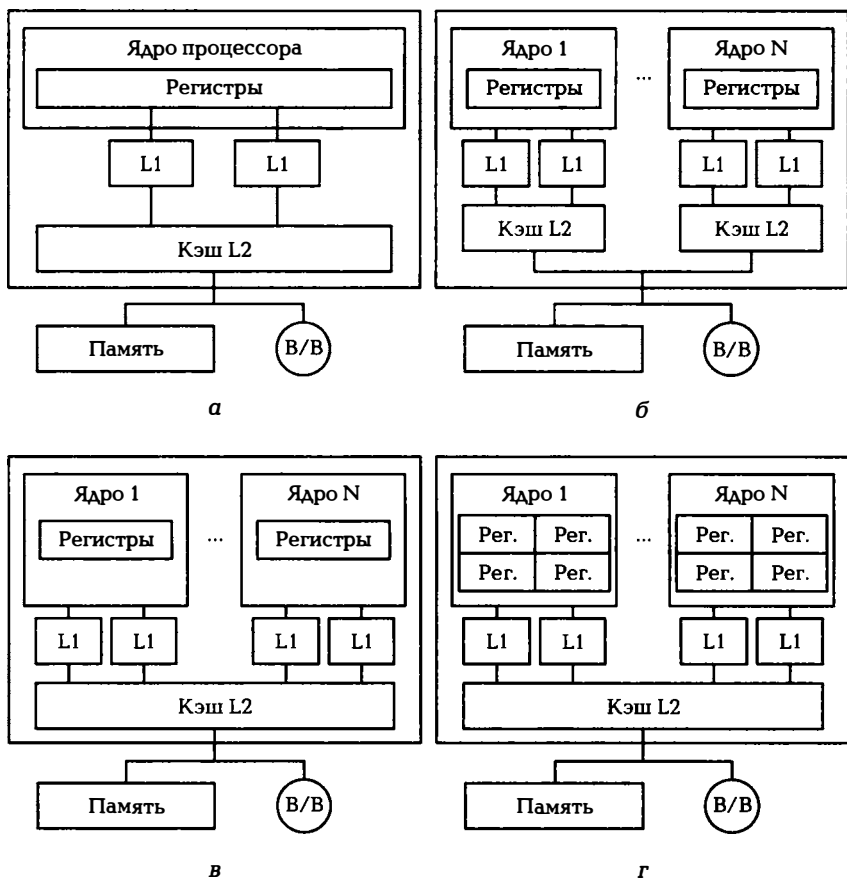 Ядро процессора
Регистры
L1 L1
Кэш L2
Память В/В
а
Ядро 1 ... Ядро N
Регистры Регистры
L1 L1 L1 L1
Кэш L2 Кэш L2
Память В/В
б
Ядро 1 ... Ядро N
Регистры Регистры
L1 L1 L1 L1
Кэш L2
Память В/В
в
Ядро 1 ... Ядро N
Рег. Рег. Рег. Рег.
Рег. Рег. Рег. Рег.
L1 L1 L1 L1
Кэш L2
Память В/В
г